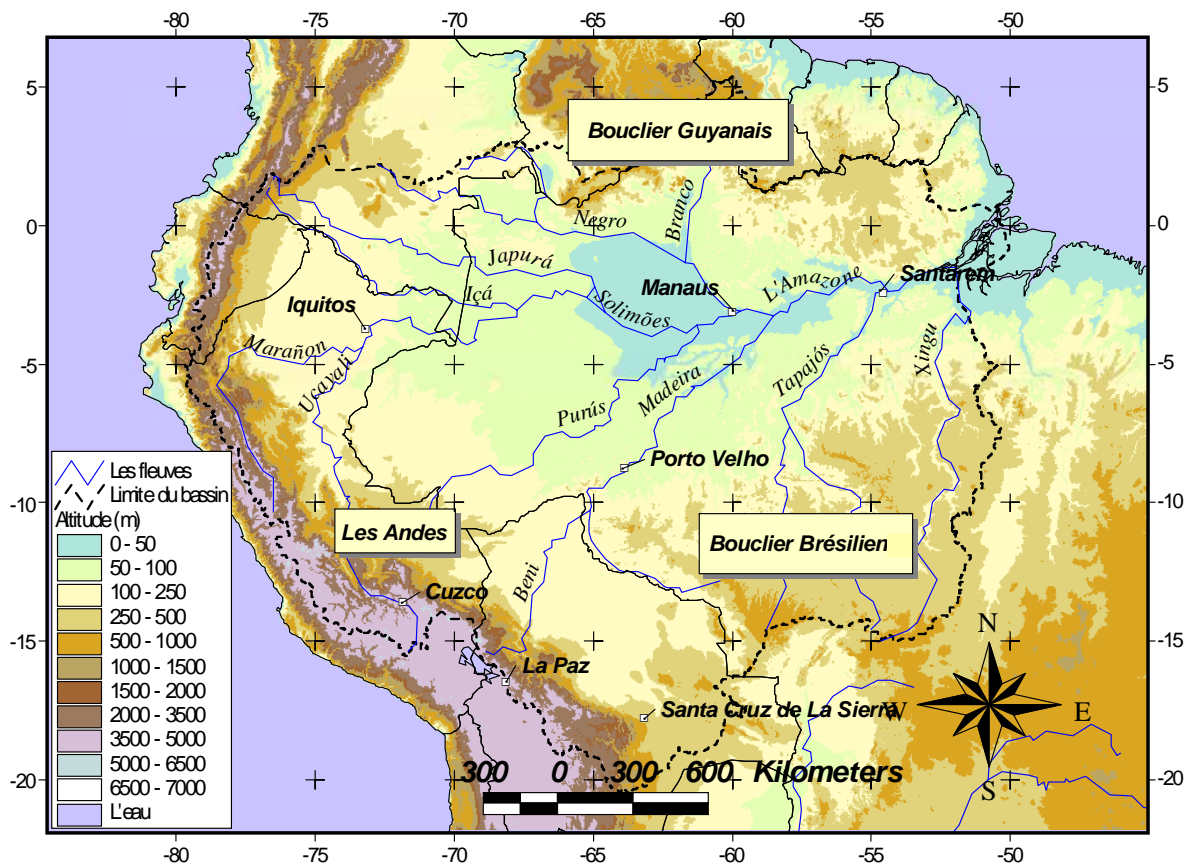 -80 -75 -70 -65 -60 -55 -50
5 5
Bouclier Guyanais
0 0
Negro
Branco
Japurá
Içá
Solimões
Manaus
L'Amazone
Santarem
Iquitos
Marañon
Ucayali
-5 -5
Purús
Madeira
Tapajós
Xingu
Porto Velho
Les fleuves
Limite du bassin
Altitude (m)
0 - 50
50 - 100
100 - 250
250 - 500
500 - 1000
1000 - 1500
1500 - 2000
2000 - 3500
3500 - 5000
5000 - 6500
6500 - 7000
L'eau
-10 -10
Les Andes
Bouclier Brésilien
Beni
Cuzco
-15 -15
La Paz
Santa Cruz de La Sierra
N
W E
S
300 0 300 600 Kilometers
-20 -20
-80 -75 -70 -65 -60 -55 -50